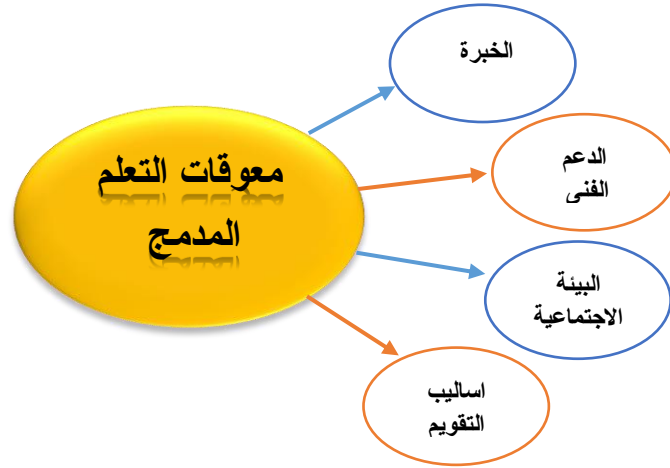 معوقات التعلم
المدمج
الخبرة
الدعم
الفنى
البيئة
الاجتماعية
اساليب
التقويم